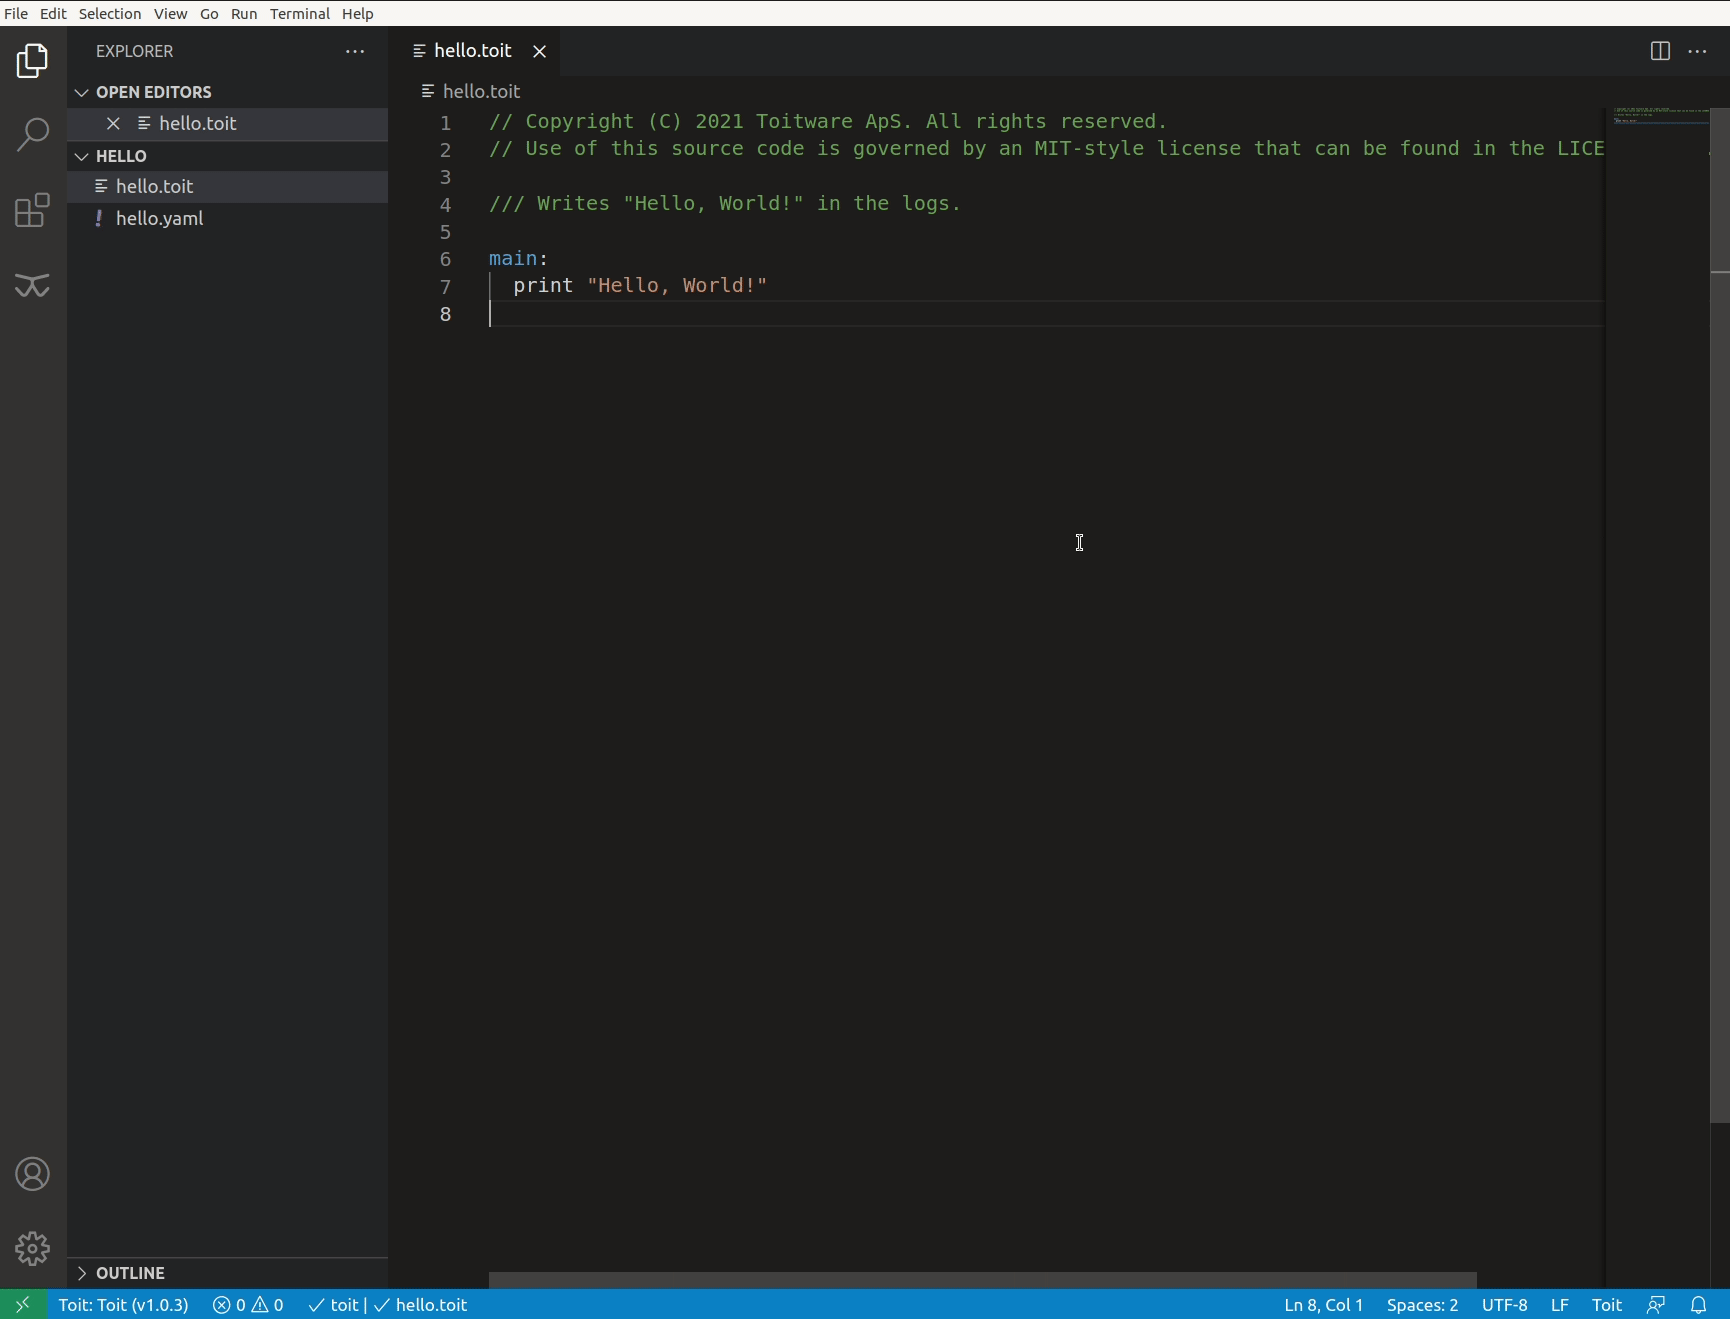 File Edit Selection View Go Run Terminal Help
EXPLORER
OPEN EDITORS
hello.toit
HELLO
hello.toit
hello.yaml
OUTLINE
hello.toit
hello.toit
1 // Copyright (C) 2021 Toitware ApS. All rights reserved.
2 // Use of this source code is governed by an MIT-style license that can be found in the LICE
3
4 /// Writes "Hello, World!" in the logs.
5
6 main:
7 print "Hello, World!"
8
Toit: Toit (v1.0.3) 0 0 toit | hello.toit Ln 8, Col 1 Spaces: 2 UTF-8 LF Toit